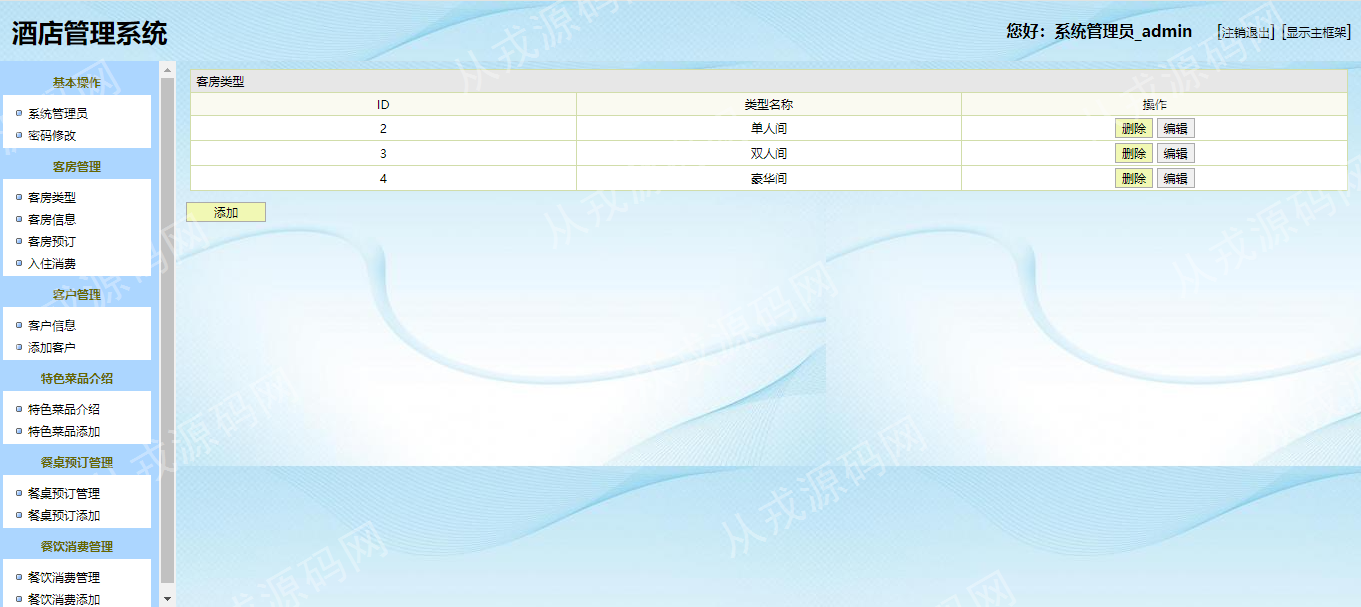 酒店管理系统
您好：系统管理员_admin [注销退出] [显示主框架]
基本操作
系统管理员
密码修改
客房管理
客房类型
客房信息
客房预订
入住消费
客户管理
客户信息
添加客户
特色菜品介绍
特色菜品介绍
特色菜品添加
餐桌预订管理
餐桌预订管理
餐桌预订添加
餐饮消费管理
餐饮消费管理
餐饮消费添加
客房类型
ID 类型名称 操作
2 单人间 删除 编辑
3 双人间 删除 编辑
4 豪华间 删除 编辑
添加
从戎源码网
从戎源码网
从戎源码网
从戎源码网
从戎源码网
从戎源码网
从戎源码网
从戎源码网